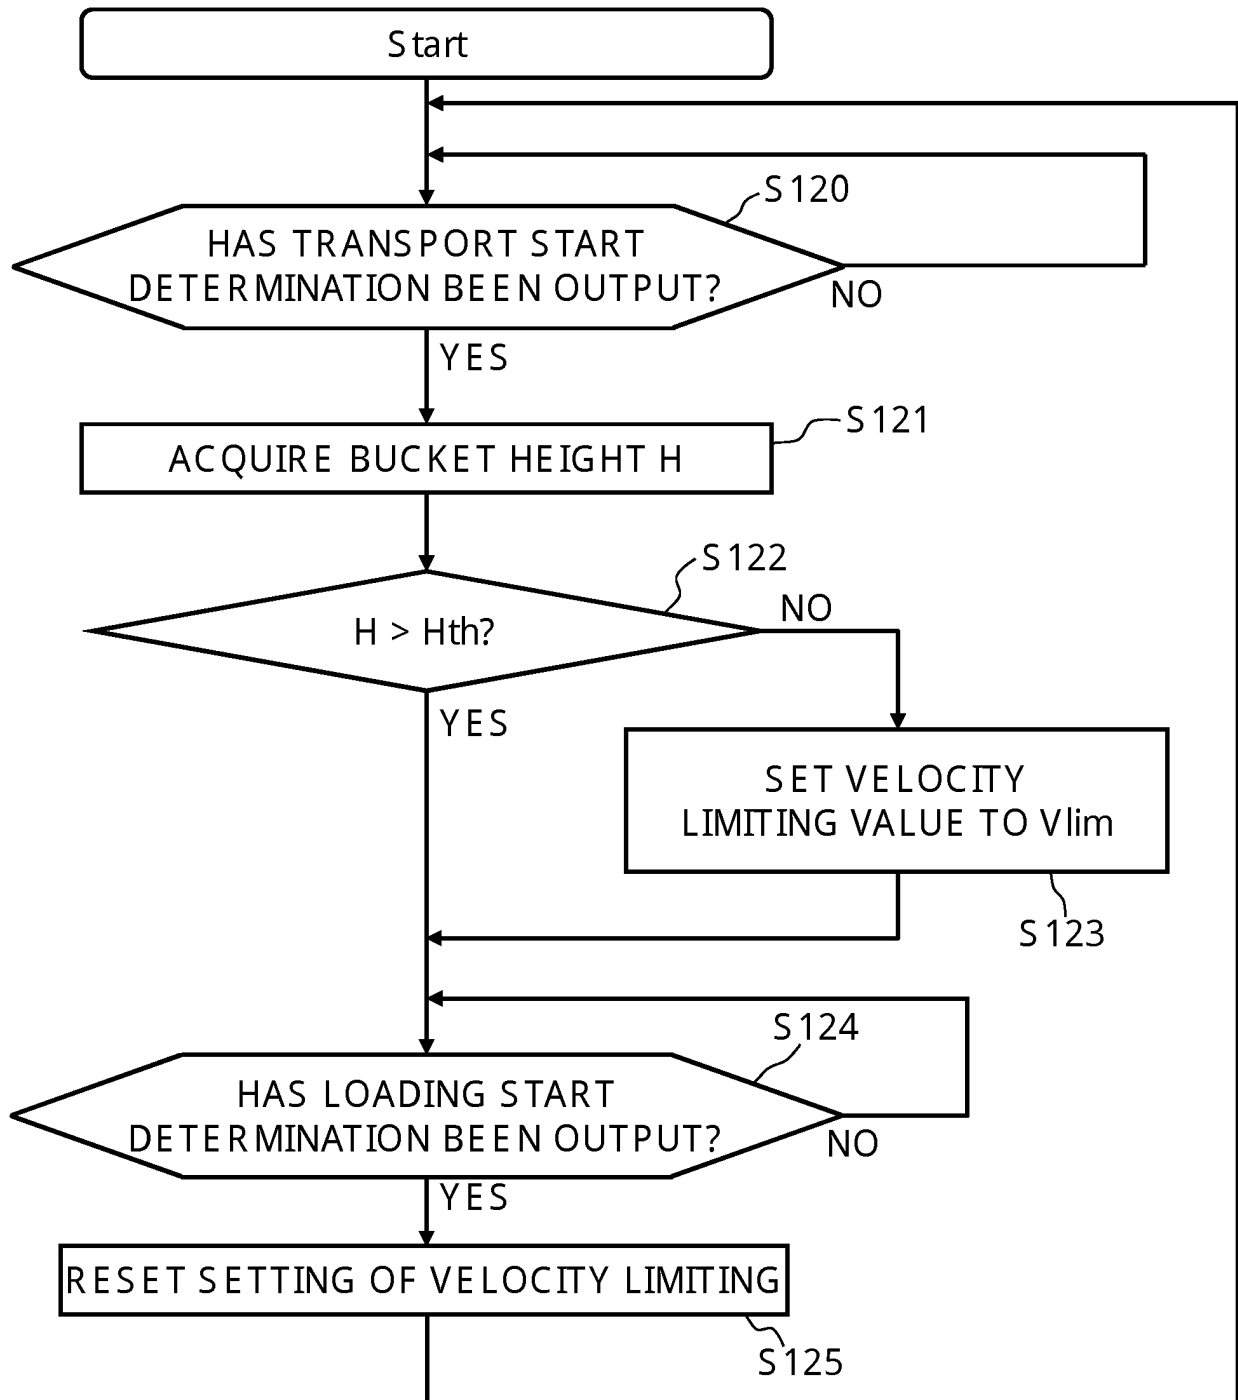 Start
S120
HAS TRANSPORT START
DETERMINATION BEEN OUTPUT?
NO
YES
S121
ACQUIRE BUCKET HEIGHT H
S122
NO
H > Hth?
YES
SET VELOCITY
LIMITING VALUE TO Vlim
S123
S124
HAS LOADING START
DETERMINATION BEEN OUTPUT?
NO
YES
RESET SETTING OF VELOCITY LIMITING
S125